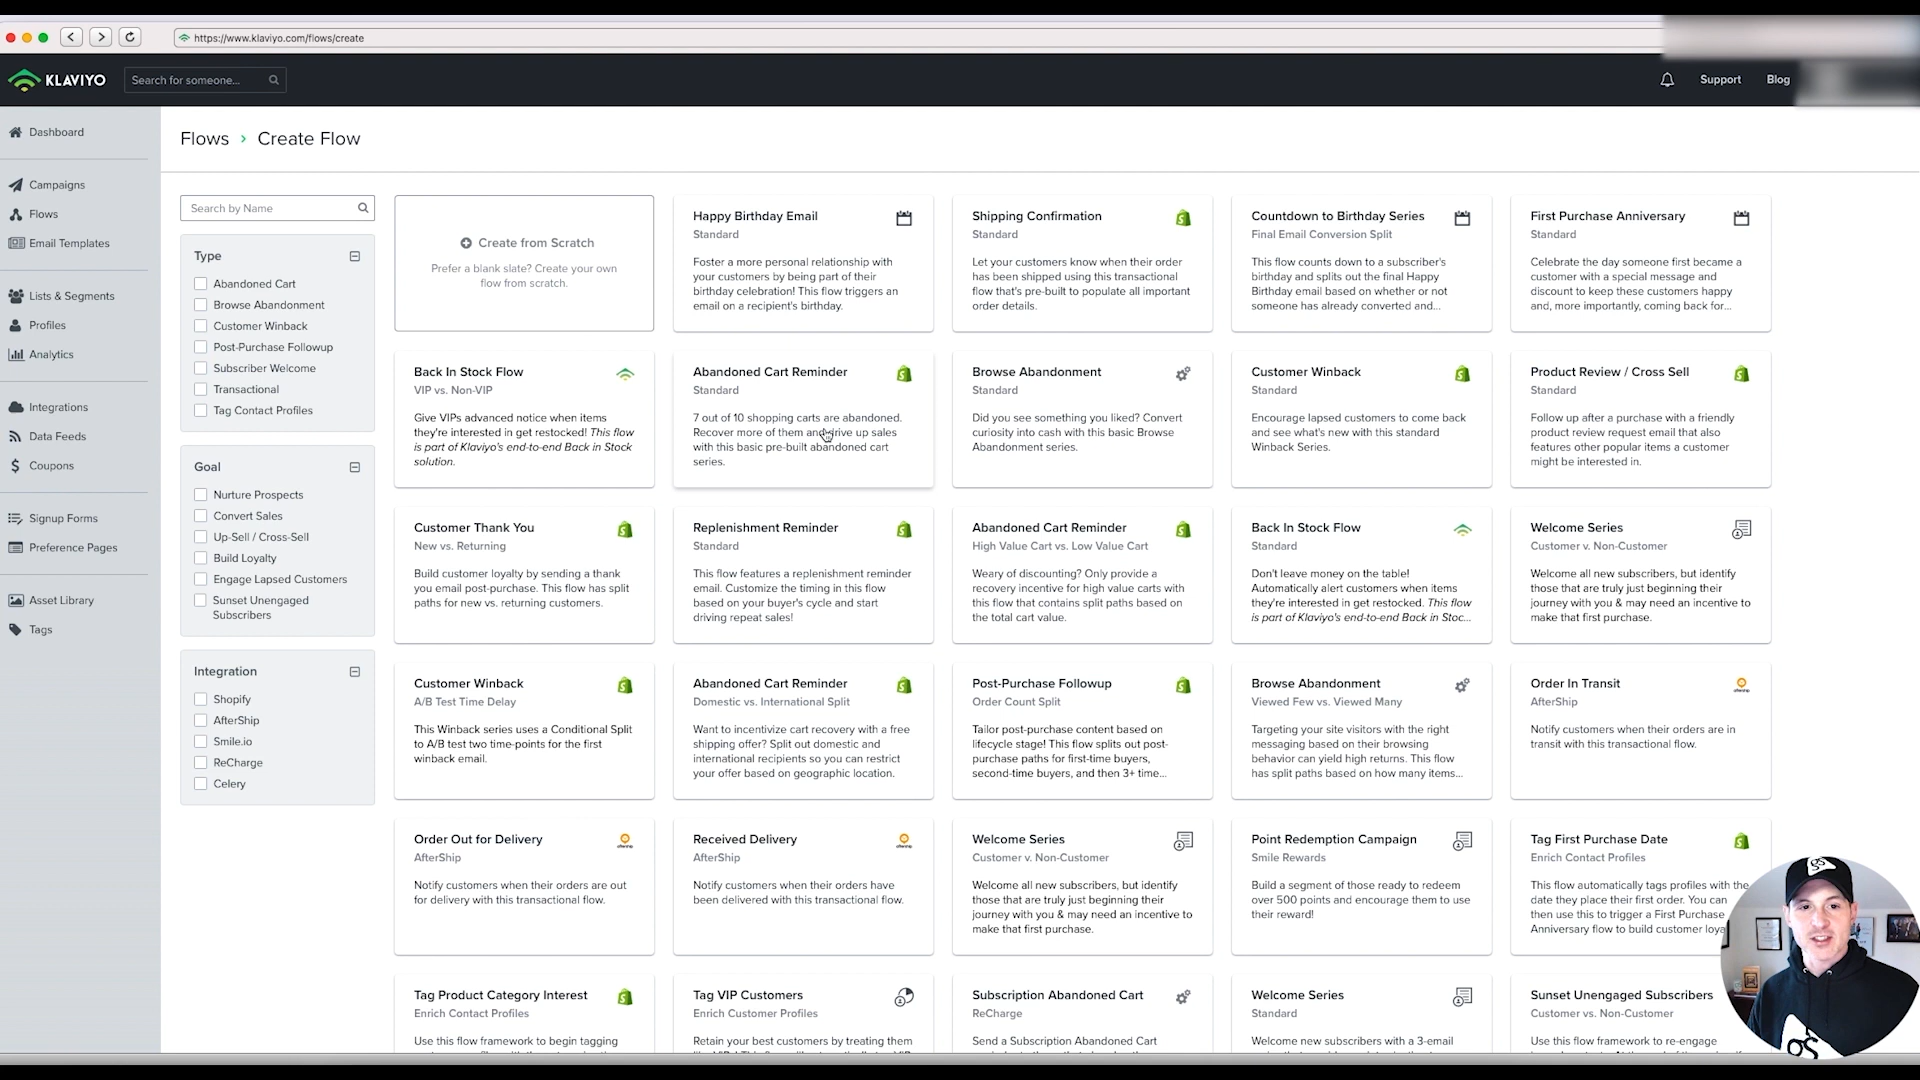 https://www.klaviyo.com/flows/create
KLAVIYO
Search for someone...
Support
Blog
Dashboard
Campaigns
Flows
Email Templates
Lists & Segments
Profiles
Analytics
Integrations
Data Feeds
Coupons
Signup Forms
Preference Pages
Asset Library
Tags
Flows › Create Flow
Search by Name
Type
Abandoned Cart
Browse Abandonment
Customer Winback
Post-Purchase Followup
Subscriber Welcome
Transactional
Tag Contact Profiles
Goal
Nurture Prospects
Convert Sales
Up-Sell / Cross-Sell
Build Loyalty
Engage Lapsed Customers
Sunset Unengaged
Subscribers
Integration
Shopify
AfterShip
Smile.io
ReCharge
Celery
Create from Scratch
Prefer a blank slate? Create your own
flow from scratch.
Happy Birthday Email
Standard
Foster a more personal relationship with
your customers by being part of their
birthday celebration! This flow triggers an
email on a recipient's birthday.
Shipping Confirmation
Standard
Let your customers know when their order
has been shipped using this transactional
flow that's pre-built to populate all important
order details.
Countdown to Birthday Series
Final Email Conversion Split
This flow counts down to a subscriber's
birthday and splits out the final Happy
Birthday email based on whether or not
someone has already converted and...
First Purchase Anniversary
Standard
Celebrate the day someone first became a
customer with a special message and
discount to keep these customers happy
and, more importantly, coming back for...
Back In Stock Flow
VIP vs. Non-VIP
Give VIPs advanced notice when items
they're interested in get restocked! This flow
is part of Klaviyo's end-to-end Back in Stock
solution.
Abandoned Cart Reminder
Standard
7 out of 10 shopping carts are abandoned.
Recover more of them and drive up sales
with this basic pre-built abandoned cart
series.
Browse Abandonment
Standard
Did you see something you liked? Convert
curiosity into cash with this basic Browse
Abandonment series.
Customer Winback
Standard
Encourage lapsed customers to come back
and see what's new with this standard
Winback Series.
Product Review / Cross Sell
Standard
Follow up after a purchase with a friendly
product review request email that also
features other popular items a customer
might be interested in.
Customer Thank You
New vs. Returning
Build customer loyalty by sending a thank
you email post-purchase. This flow has split
paths for new vs. returning customers.
Replenishment Reminder
Standard
This flow features a replenishment reminder
email. Customize the timing in this flow
based on your buyer's cycle and start
driving repeat sales!
Abandoned Cart Reminder
High Value Cart vs. Low Value Cart
Weary of discounting? Only provide a
recovery incentive for high value carts with
this flow that contains split paths based on
the total cart value.
Back In Stock Flow
Standard
Don't leave money on the table!
Automatically alert customers when items
they're interested in get restocked. This flow
is part of Klaviyo's end-to-end Back in Stoc...
Welcome Series
Customer v. Non-Customer
Welcome all new subscribers, but identify
those that are truly just beginning their
journey with you & may need an incentive to
make that first purchase.
Customer Winback
A/B Test Time Delay
This Winback series uses a Conditional Split
to A/B test two time-points for the first
winback email.
Abandoned Cart Reminder
Domestic vs. International Split
Want to incentivize cart recovery with a free
shipping offer? Split out domestic and
international recipients so you can restrict
your offer based on geographic location.
Post-Purchase Followup
Order Count Split
Tailor post-purchase content based on
lifecycle stage! This flow splits out post-
purchase paths for first-time buyers,
second-time buyers, and then 3+ time...
Browse Abandonment
Viewed Few vs. Viewed Many
Targeting your site visitors with the right
messaging based on their browsing
behavior can yield high returns. This flow
has split paths based on how many items...
Order In Transit
AfterShip
Notify customers when their orders are in
transit with this transactional flow.
Order Out for Delivery
AfterShip
Notify customers when their orders are out
for delivery with this transactional flow.
Received Delivery
AfterShip
Notify customers when their orders have
been delivered with this transactional flow.
Welcome Series
Customer v. Non-Customer
Welcome all new subscribers, but identify
those that are truly just beginning their
journey with you & may need an incentive to
make that first purchase.
Point Redemption Campaign
Smile Rewards
Build a segment of those ready to redeem
over 500 points and encourage them to use
their reward!
Tag First Purchase Date
Enrich Contact Profiles
This flow automatically tags profiles with the
date they place their first order. You can
then use this to trigger a First Purchase
Anniversary flow to build customer loya
Tag Product Category Interest
Enrich Contact Profiles
Use this flow framework to begin tagging
Tag VIP Customers
Enrich Customer Profiles
Retain your best customers by treating them
Subscription Abandoned Cart
ReCharge
Send a Subscription Abandoned Cart
Welcome Series
Standard
Welcome new subscribers with a 3-email
Sunset Unengaged Subscribers
Customer vs. Non-Customer
Use this flow framework to re-engage
gs
gs